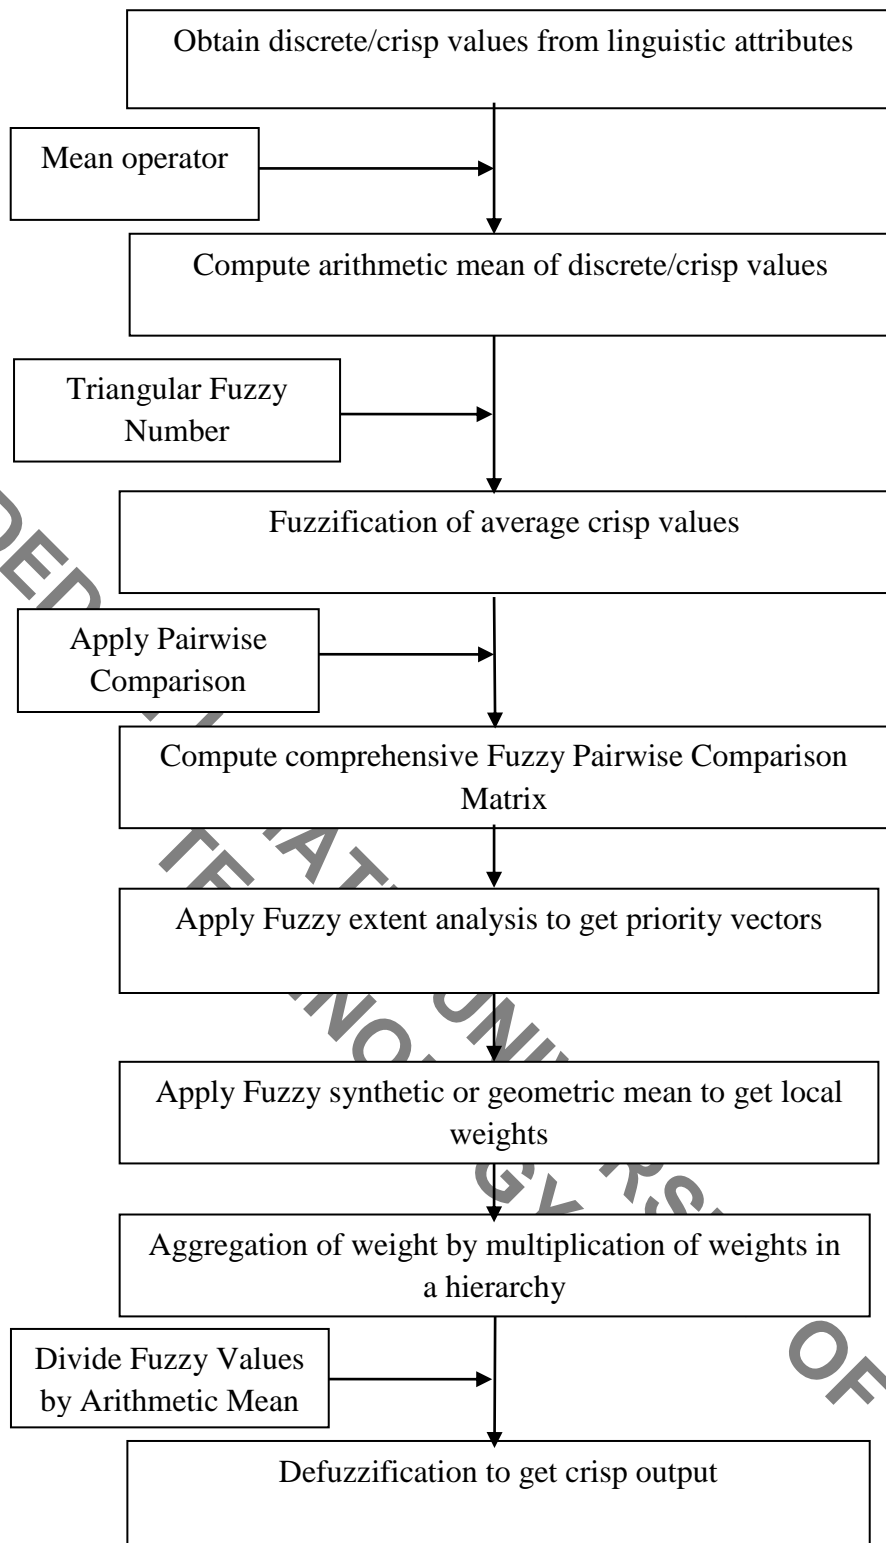 Obtain discrete/crisp values from linguistic attributes
Mean operator
Compute arithmetic mean of discrete/crisp values
Triangular Fuzzy
Number
Fuzzification of average crisp values
Apply Pairwise
Comparison
Compute comprehensive Fuzzy Pairwise Comparison
Matrix
Apply Fuzzy extent analysis to get priority vectors
Apply Fuzzy synthetic or geometric mean to get local
weights
Aggregation of weight by multiplication of weights in
a hierarchy
Divide Fuzzy Values
by Arithmetic Mean
Defuzzification to get crisp output
OF